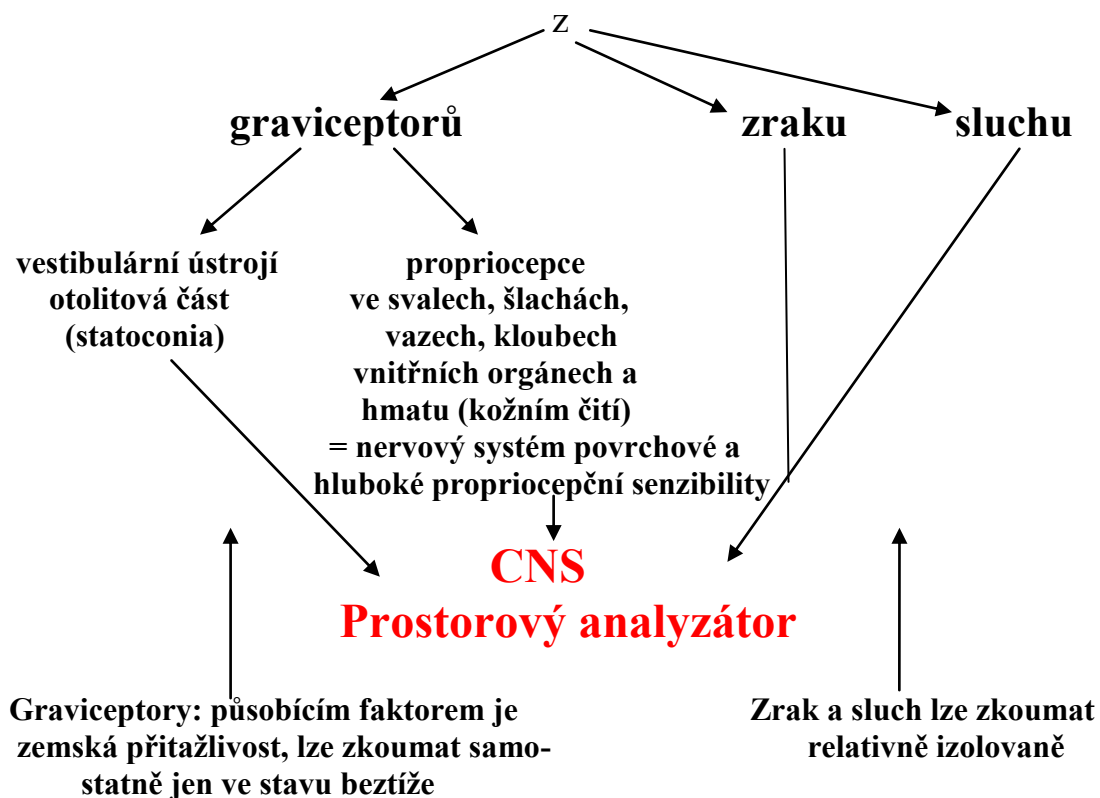 z
graviceptorů
zraku
sluchu
vestibulární ústrojí
otolitová část
(statoconia)
propriocepce
ve svalech, šlachách,
vazech, kloubech
vnitřních orgánech a
hmatu (kožním čití)
= nervový systém povrchové a
hluboké propriocepční senzibility
CNS
Prostorový analyzátor
Graviceptory: působícím faktorem je
zemská přitažlivost, lze zkoumat samo-
statně jen ve stavu beztíže
Zrak a sluch lze zkoumat
relativně izolovaně